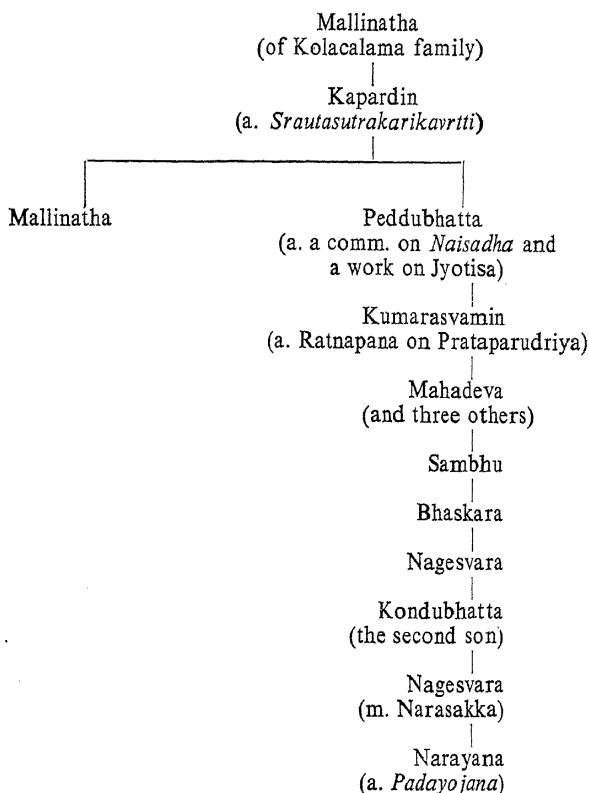 Mallinatha
(of Kolacalama family)
Kapardin
(a. Srautasutrakarikavrtti)
Mallinatha
Peddubhatta
(a. a comm. on Naisadha and
a work on Jyotisa)
Kumarasvamin
(a. Ratnapana on Prataparudriya)
Mahadeva
(and three others)
Sambhu
Bhaskara
Nagesvara
Kondubhatta
(the second son)
Nagesvara
(m. Narasakka)
Narayana
(a. Padayojana)